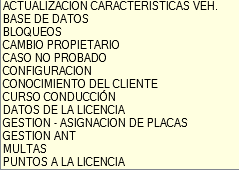 ACTUALIZACION CARACTERISTICAS VEH.
BASE DE DATOS
BLOQUEOS
CAMBIO PROPIETARIO
CASO NO PROBADO
CONFIGURACION
CONOCIMIENTO DEL CLIENTE
CURSO CONDUCCIÓN
DATOS DE LA LICENCIA
GESTION - ASIGNACION DE PLACAS
GESTION ANT
MULTAS
PUNTOS A LA LICENCIA